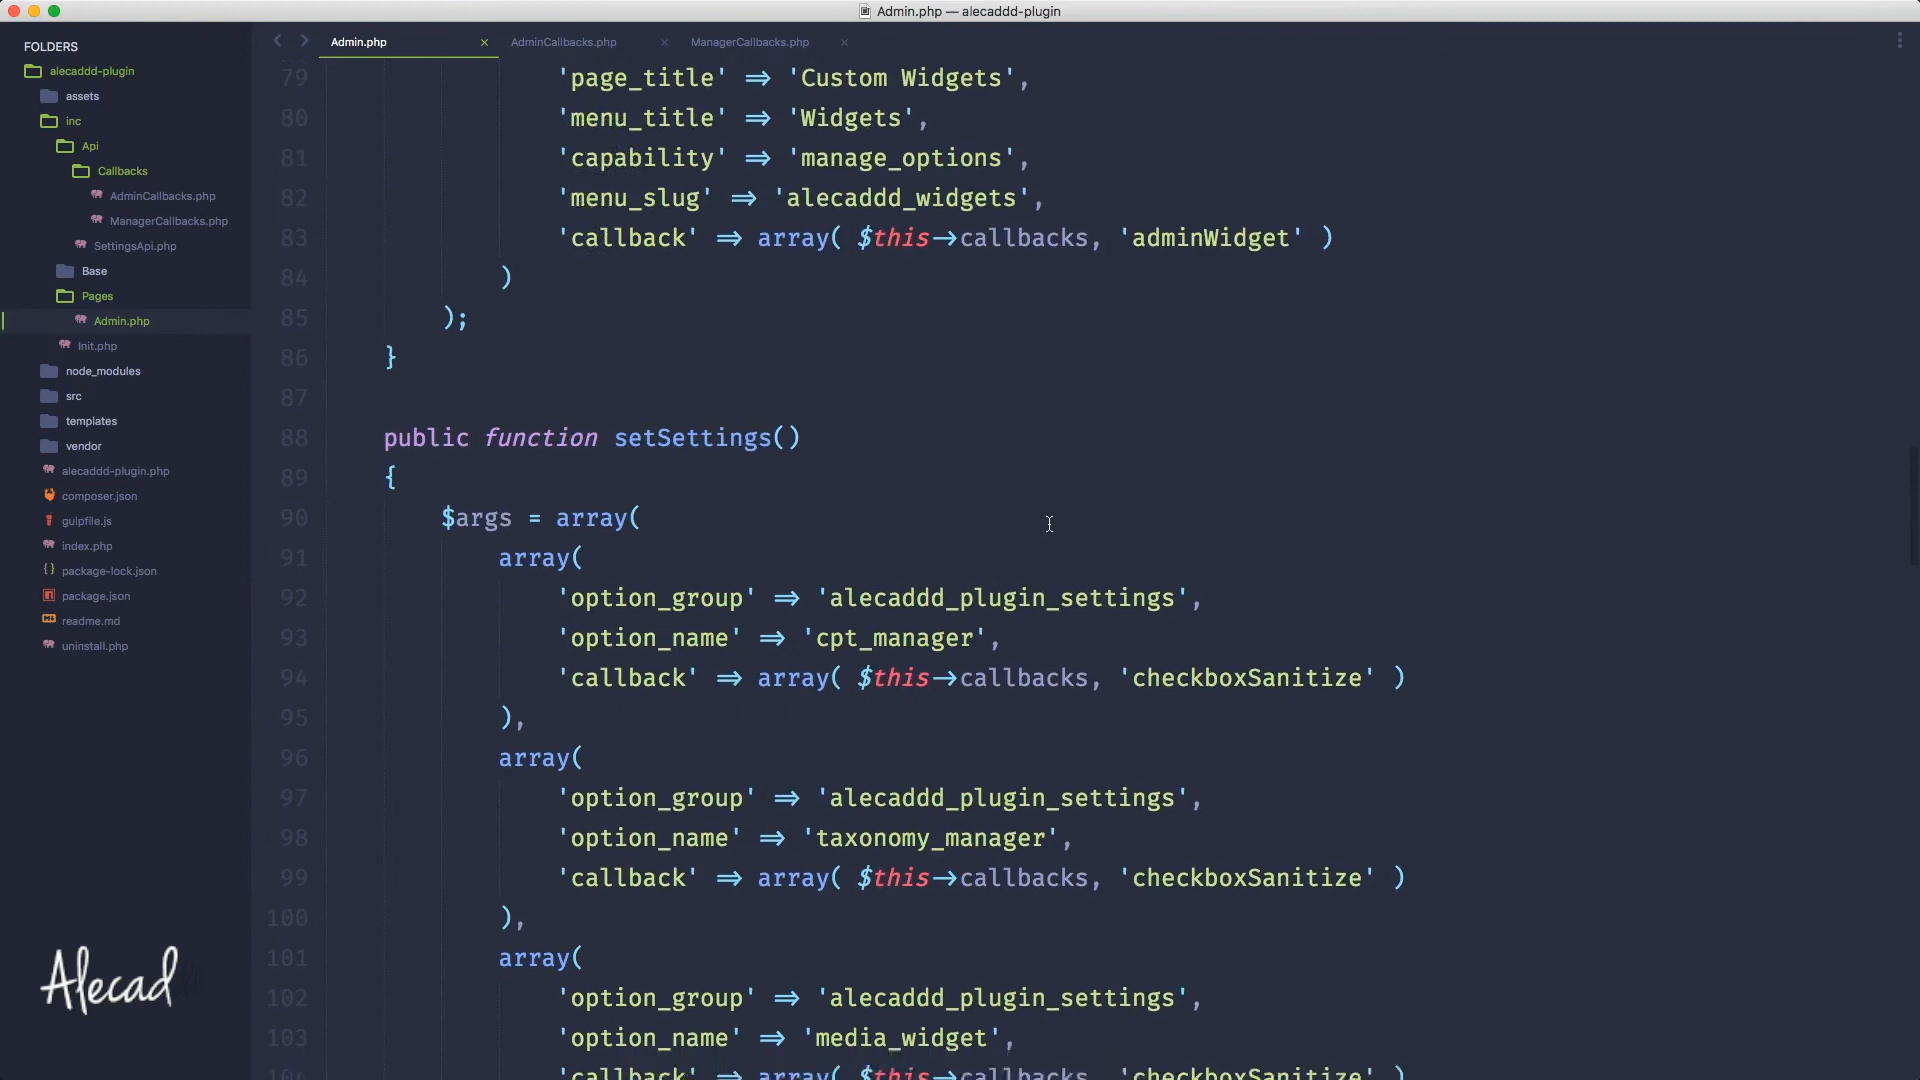 Admin.php — alecaddd-plugin
FOLDERS
alecaddd-plugin
assets
inc
Api
Callbacks
AdminCallbacks.php
ManagerCallbacks.php
SettingsApi.php
Base
Pages
Admin.php
Init.php
node_modules
src
templates
vendor
alecaddd-plugin.php
composer.json
gulpfile.js
index.php
package-lock.json
package.json
readme.md
uninstall.php
Alecad
Admin.php × AdminCallbacks.php × ManagerCallbacks.php ×
79 'page_title' => 'Custom Widgets',
80 'menu_title' => 'Widgets',
81 'capability' => 'manage_options',
82 'menu_slug' => 'alecaddd_widgets',
83 'callback' => array( $this->callbacks, 'adminWidget' )
84 )
85 );
86 }
87
88 public function setSettings()
89 {
90 $args = array(
91 array(
92 'option_group' => 'alecaddd_plugin_settings',
93 'option_name' => 'cpt_manager',
94 'callback' => array( $this->callbacks, 'checkboxSanitize' )
95 ),
96 array(
97 'option_group' => 'alecaddd_plugin_settings',
98 'option_name' => 'taxonomy_manager',
99 'callback' => array( $this->callbacks, 'checkboxSanitize' )
100 ),
101 array(
102 'option_group' => 'alecaddd_plugin_settings',
103 'option_name' => 'media_widget',
104 'callback' => array( $this->callbacks, 'checkboxSanitize' )